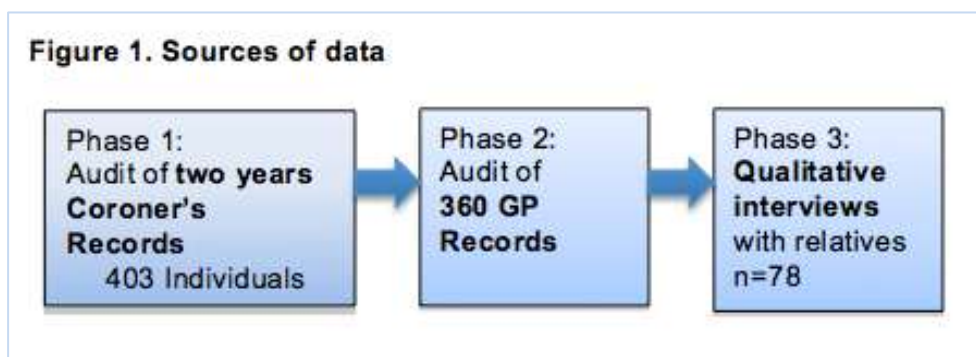 Figure 1. Sources of data
Phase 1:
Audit of two years
Coroner's
Records
403 Individuals
Phase 2:
Audit of
360 GP
Records
Phase 3:
Qualitative
interviews
with relatives
n=78